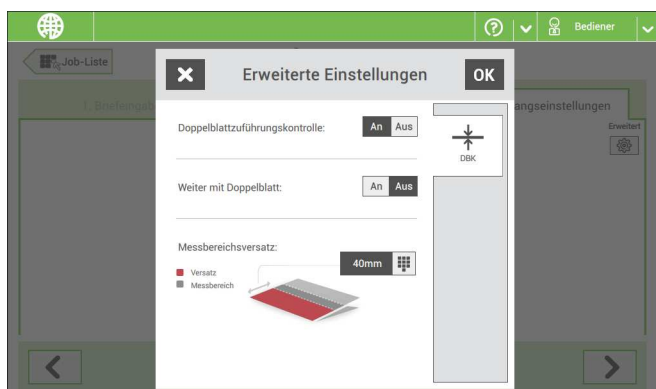 Bediener
Job-Liste
Erweiterte Einstellungen
OK
1. Briefeingab
angseinstellungen
Erweitert
Doppelblattzuführungskontrolle:
An Aus
DBK
Weiter mit Doppelblatt:
An Aus
Messbereichsversatz:
40mm
Versatz
Messbereich